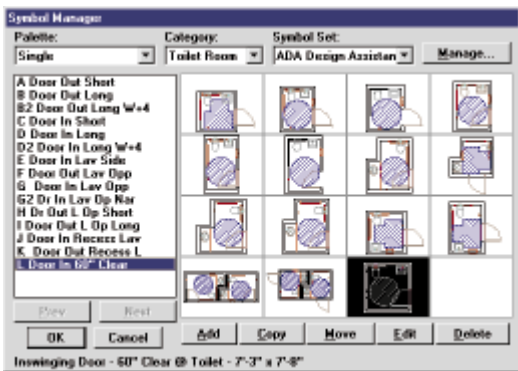 Symbol Manager
Palette:
Category:
Symbol Set:
Single
Toilet Room
ADA Design Assistan
Manage...
A Door Out Short
B Door Out Long
B2 Door Out Long W+4
C Door In Short
D Door In Long
D2 Door In Long W+4
E Door In Lav Side
F Door Out Lav Opp
G Door In Lav Opp
G2 Dr In Lav Op Nar
H Dr Out L Op Short
I Door Out L Op Long
J Door In Recess Lav
K Door Out Recess L
L Door In 60" Clear
Prev
Next
OK
Cancel
Add
Copy
Move
Edit
Delete
Inswinging Door - 60" Clear @ Toilet - 7'-3" x 7'-8"